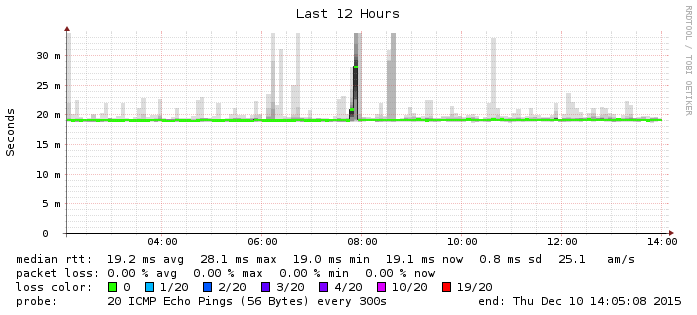 Last 12 Hours
RRDTOOL / TOBI OETIKER
Seconds
30 m
25 m
20 m
15 m
10 m
5 m
0
04:00 06:00 08:00 10:00 12:00 14:00
median rtt: 19.2 ms avg 28.1 ms max 19.0 ms min 19.1 ms now 0.8 ms sd 25.1 am/s
packet loss: 0.00 % avg 0.00 % max 0.00 % min 0.00 % now
loss color: 0 1/20 2/20 3/20 4/20 10/20 19/20
probe: 20 ICMP Echo Pings (56 Bytes) every 300s end: Thu Dec 10 14:05:08 2015